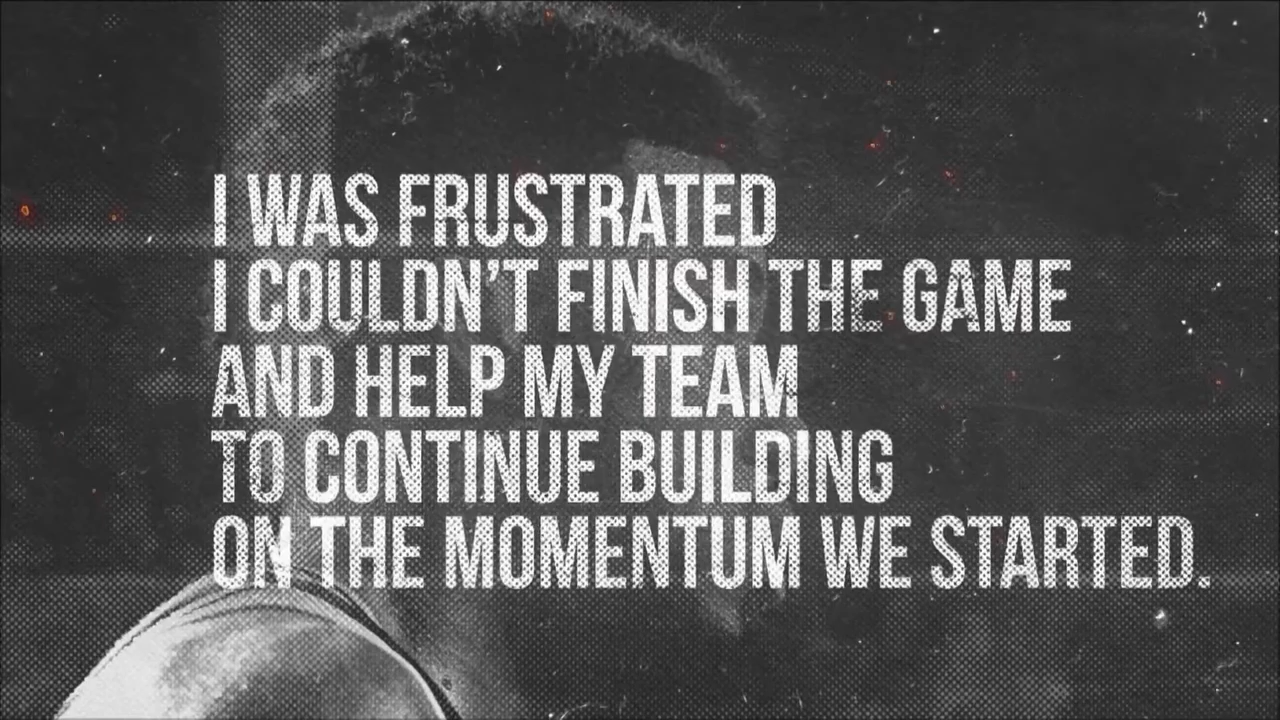 I WAS FRUSTRATED
I COULDN’T FINISH THE GAME
AND HELP MY TEAM
TO CONTINUE BUILDING
ON THE MOMENTUM WE STARTED.